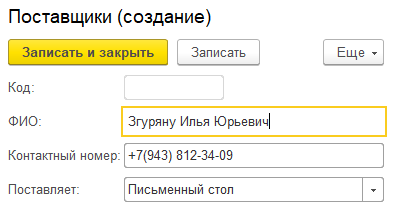 Поставщики (создание)
Записать и закрыть Записать Еще
Код:
ФИО: Згуряну Илья Юрьевич
Контактный номер: +7(943) 812-34-09
Поставляет: Письменный стол